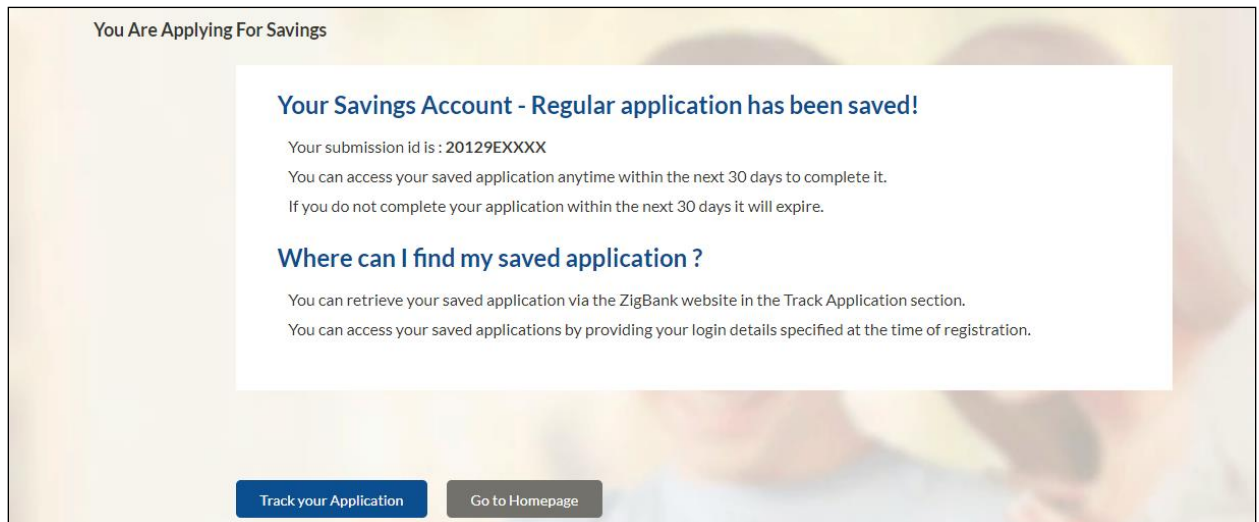 You Are Applying For Savings
Your Savings Account - Regular application has been saved!
Your submission id is : 20129EXXXX
You can access your saved application anytime within the next 30 days to complete it.
If you do not complete your application within the next 30 days it will expire.
Where can I find my saved application ?
You can retrieve your saved application via the ZigBank website in the Track Application section.
You can access your saved applications by providing your login details specified at the time of registration.
Track your Application
Go to Homepage